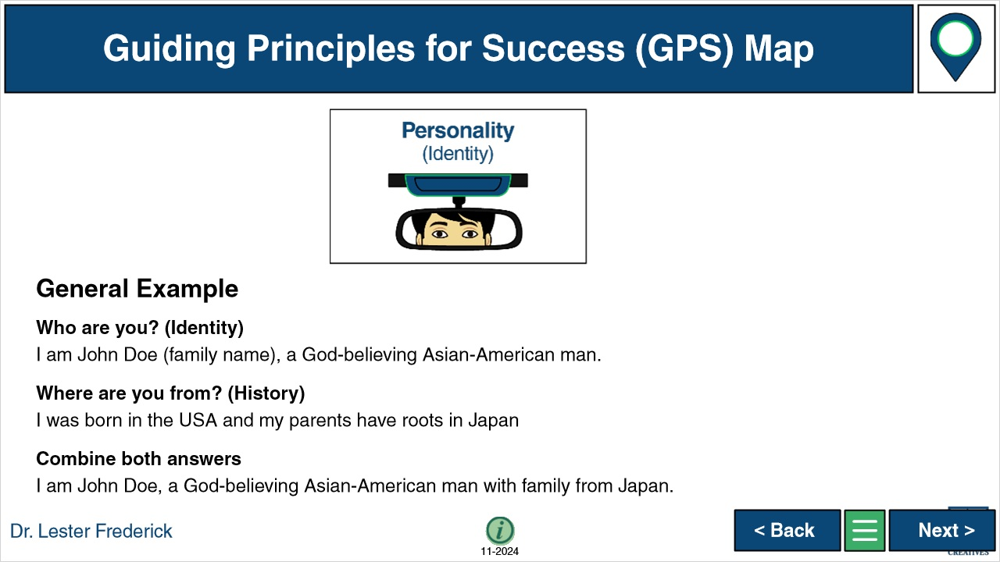 Guiding Principles for Success (GPS) Map
Personality
(Identity)
General Example
Who are you? (Identity)
I am John Doe (family name), a God-believing Asian-American man.
Where are you from? (History)
I was born in the USA and my parents have roots in Japan
Combine both answers
I am John Doe, a God-believing Asian-American man with family from Japan.
Dr. Lester Frederick
i
11-2024
< Back
Next >
CREATIVES